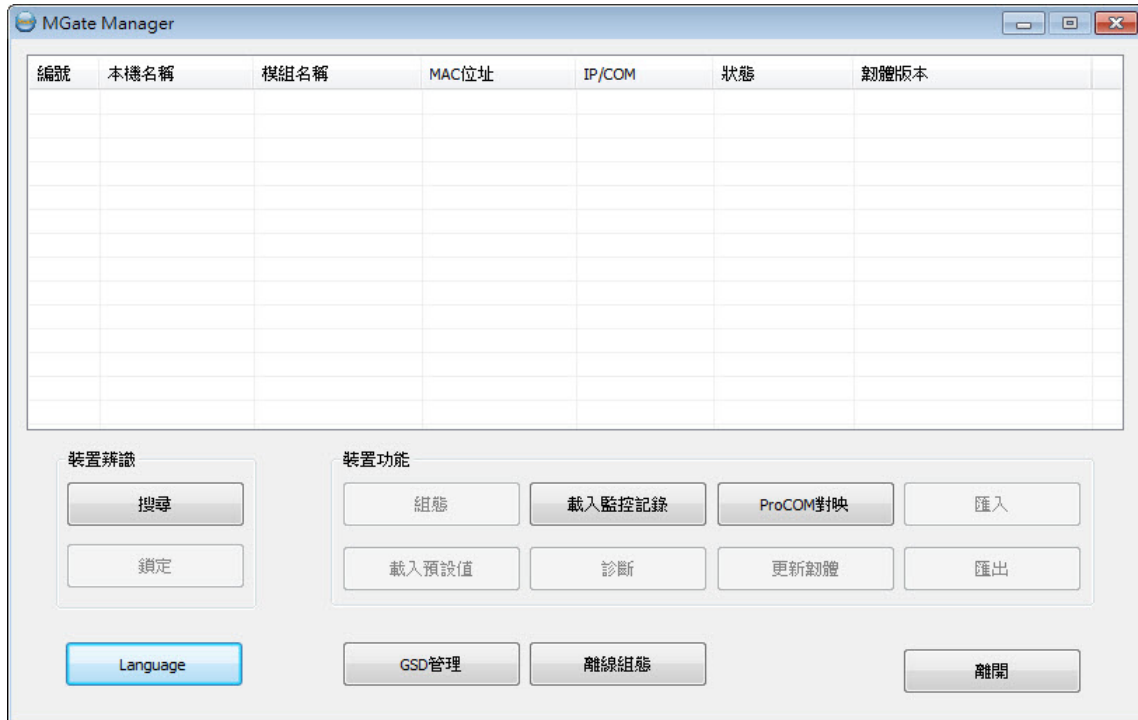 MGate Manager
編號 本機名稱 模組名稱 MAC位址 IP/COM 狀態 韌體版本
裝置辨識 裝置功能
搜尋 組態 載入監控記錄 ProCOM對映 匯入
鎖定 載入預設值 診斷 更新韌體 匯出
Language GSD管理 離線組態 離開